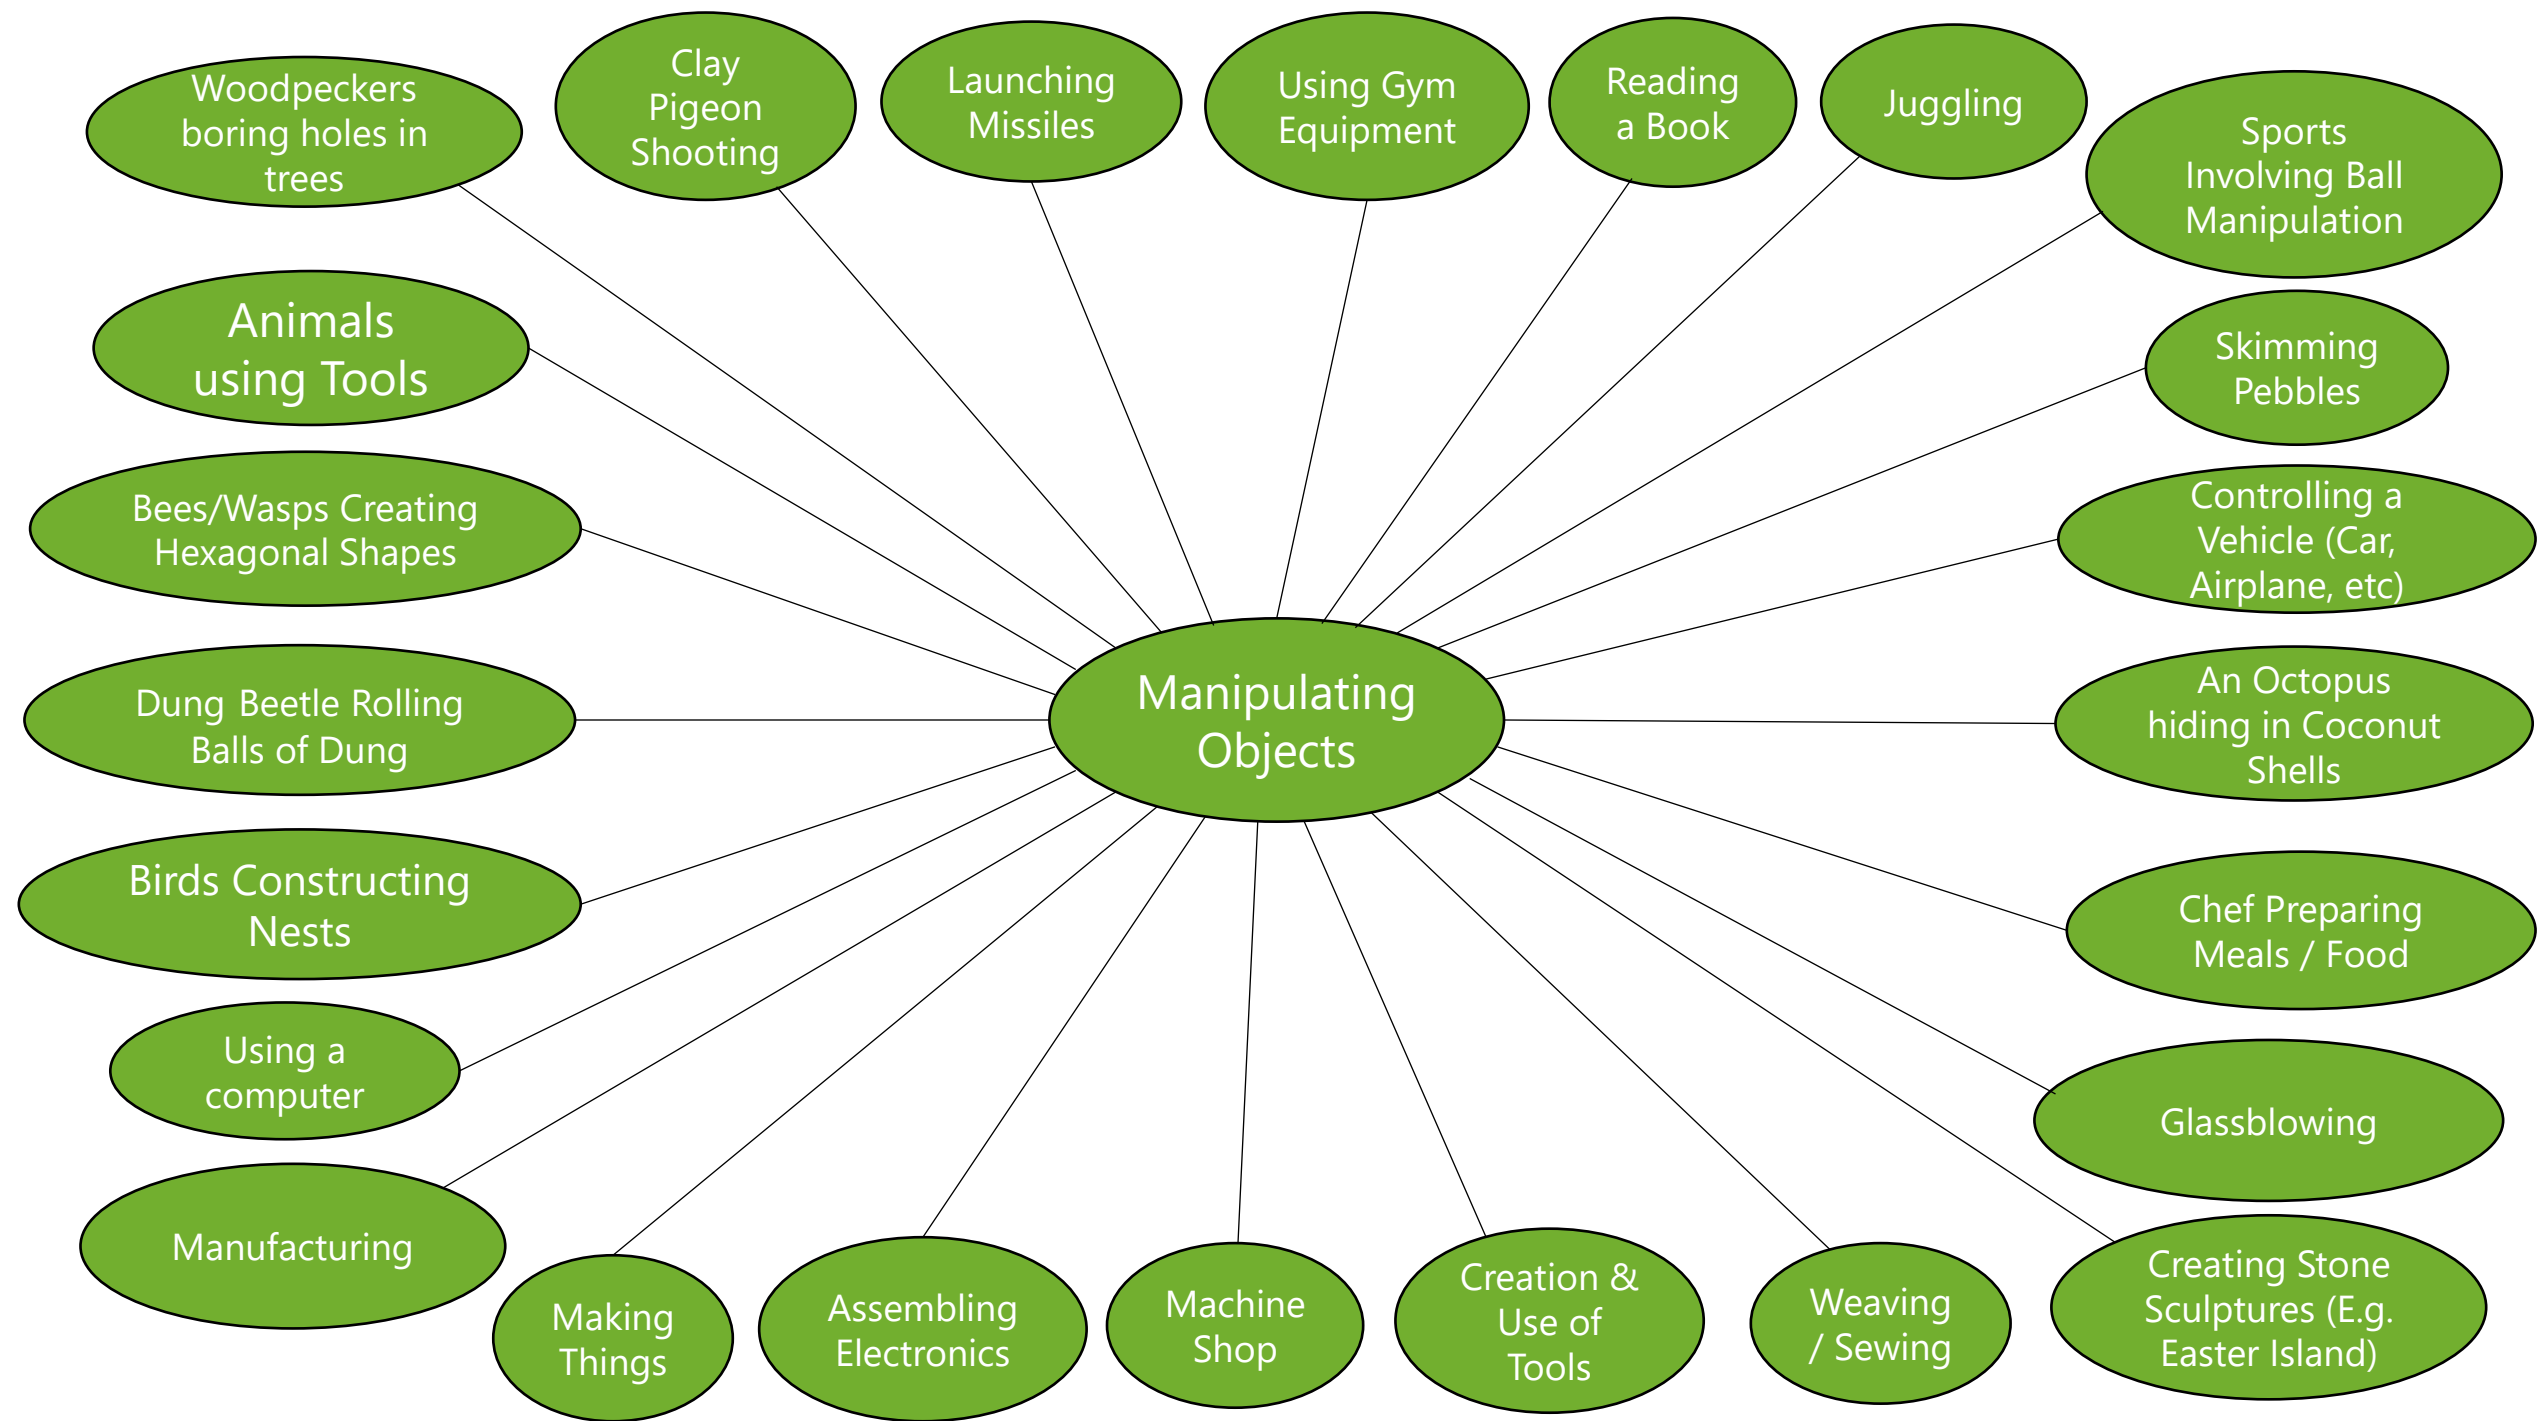 Woodpeckers
boring holes in
trees
Clay
Pigeon
Shooting
Launching
Missiles
Using Gym
Equipment
Reading
a Book
Juggling
Sports
Involving Ball
Manipulation
Animals
using Tools
Skimming
Pebbles
Bees/Wasps Creating
Hexagonal Shapes
Controlling a
Vehicle (Car,
Airplane, etc)
Dung Beetle Rolling
Balls of Dung
Manipulating
Objects
An Octopus
hiding in Coconut
Shells
Birds Constructing
Nests
Chef Preparing
Meals / Food
Using a
computer
Glassblowing
Manufacturing
Making
Things
Assembling
Electronics
Machine
Shop
Creation &
Use of
Tools
Weaving
/ Sewing
Creating Stone
Sculptures (E.g.
Easter Island)